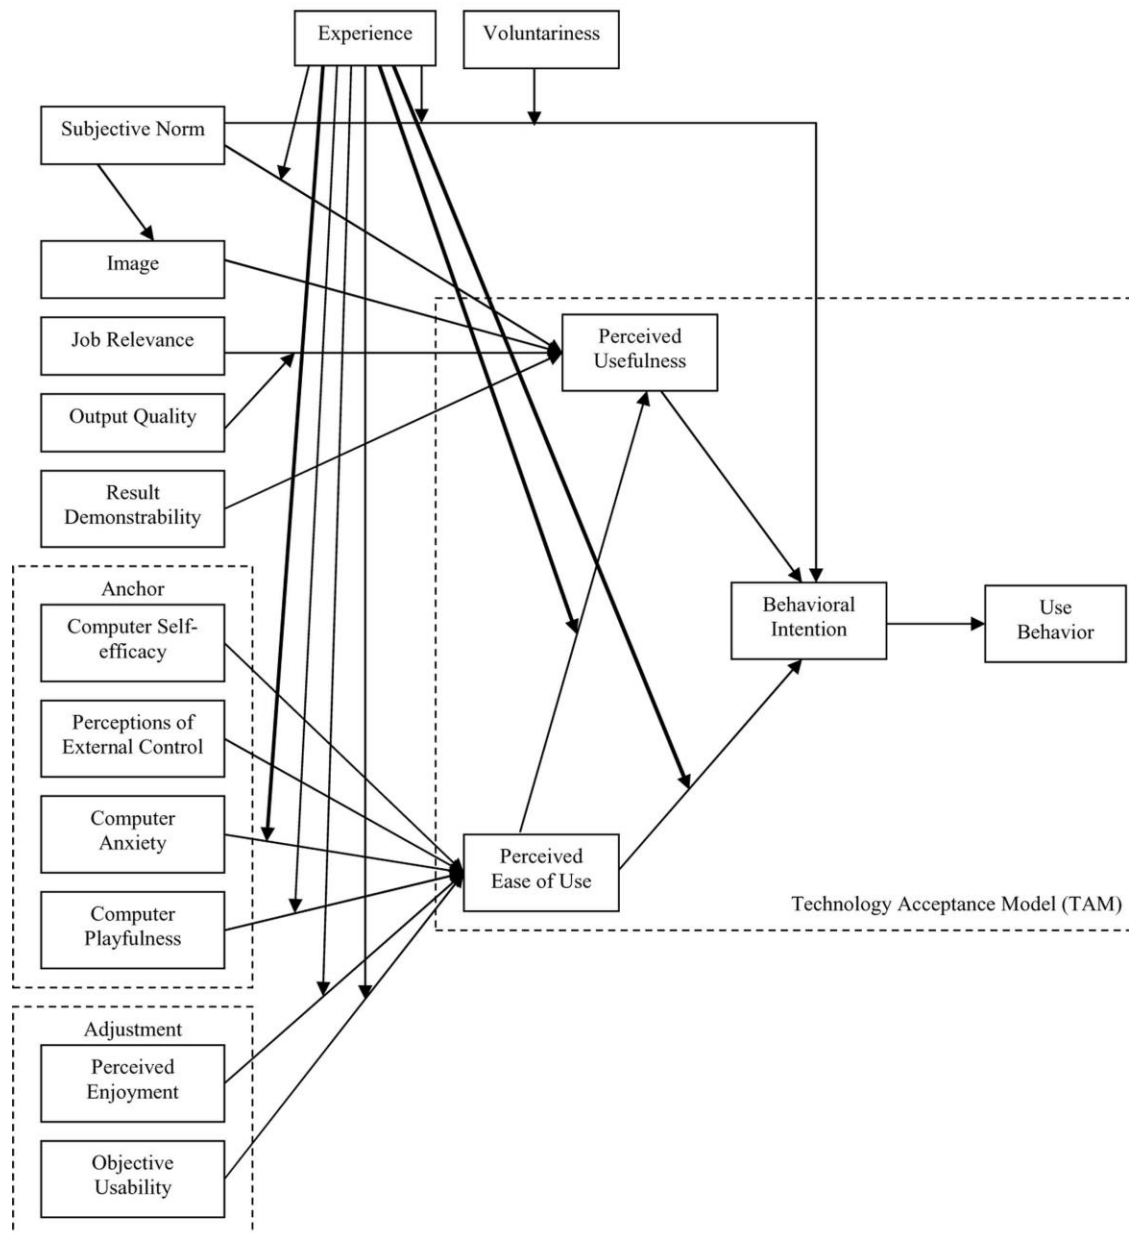 Experience
Voluntariness
Subjective Norm
Image
Job Relevance
Output Quality
Result
Demonstrability
Perceived
Usefulness
Anchor
Computer Self-
efficacy
Perceptions of
External Control
Computer
Anxiety
Computer
Playfulness
Behavioral
Intention
Use
Behavior
Perceived
Ease of Use
Technology Acceptance Model (TAM)
Adjustment
Perceived
Enjoyment
Objective
Usability